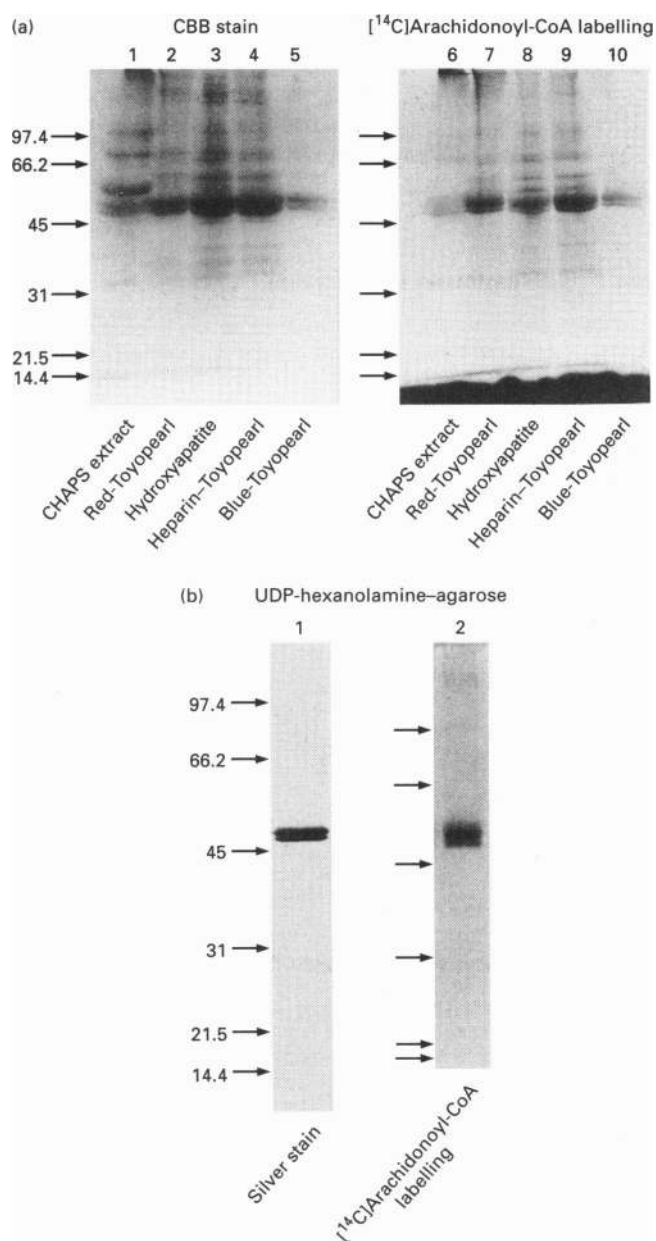 (a)
CBB stain
[14C]Arachidonoyl-CoA labelling
1 2 3 4 5
6 7 8 9 10
97.4
66.2
45
31
21.5
14.4
CHAPS extract
Red-Toyopearl
Hydroxyapatite
Heparin–Toyopearl
Blue-Toyopearl
CHAPS extract
Red-Toyopearl
Hydroxyapatite
Heparin–Toyopearl
Blue-Toyopearl
(b) UDP-hexanolamine–agarose
1 2
97.4
66.2
45
31
21.5
14.4
Silver stain
[14C]Arachidonoyl-CoA
labelling